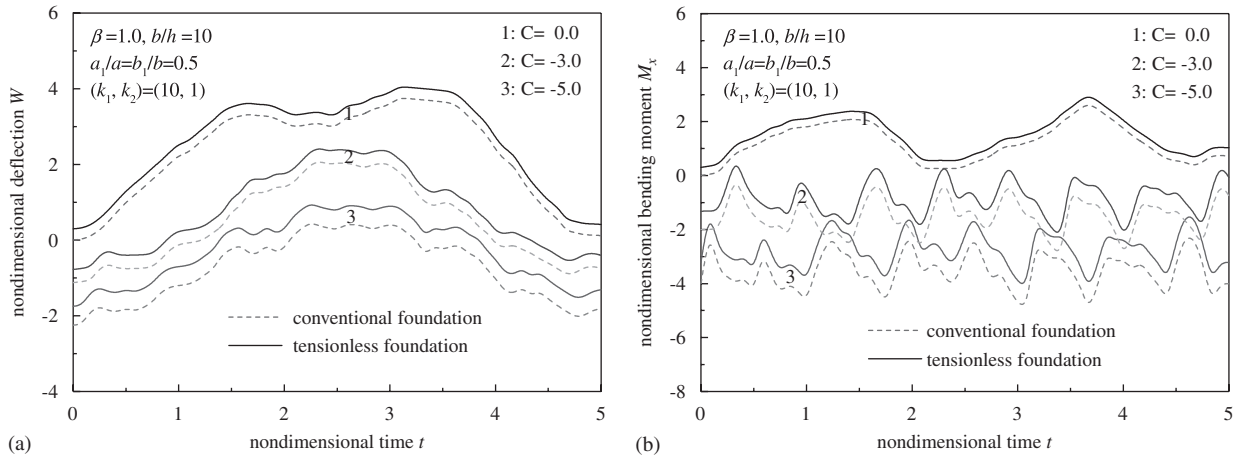 6
4
2
0
-2
-4
nondimensional deflection W
β=1.0, b/h=10
a₁/a=b₁/b=0.5
(k₁, k₂)=(10, 1)
1: C= 0.0
2: C= -3.0
3: C= -5.0
1
2
3
conventional foundation
tensionless foundation
0 1 2 3 4 5
nondimensional time t
(a)
6
4
2
0
-2
-4
-6
-8
nondimensional bending moment Mₓ
β=1.0, b/h=10
a₁/a=b₁/b=0.5
(k₁, k₂)=(10, 1)
1: C= 0.0
2: C= -3.0
3: C= -5.0
1
2
3
conventional foundation
tensionless foundation
0 1 2 3 4 5
nondimensional time t
(b)